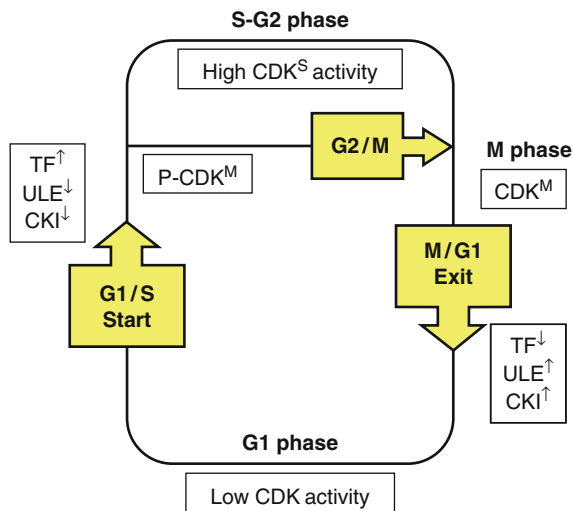 S-G2 phase
High CDK^S activity
TF↑
ULE↓
CKI↓
P-CDK^M
G2/M
M phase
CDK^M
G1/S
Start
M/G1
Exit
TF↓
ULE↑
CKI↑
G1 phase
Low CDK activity